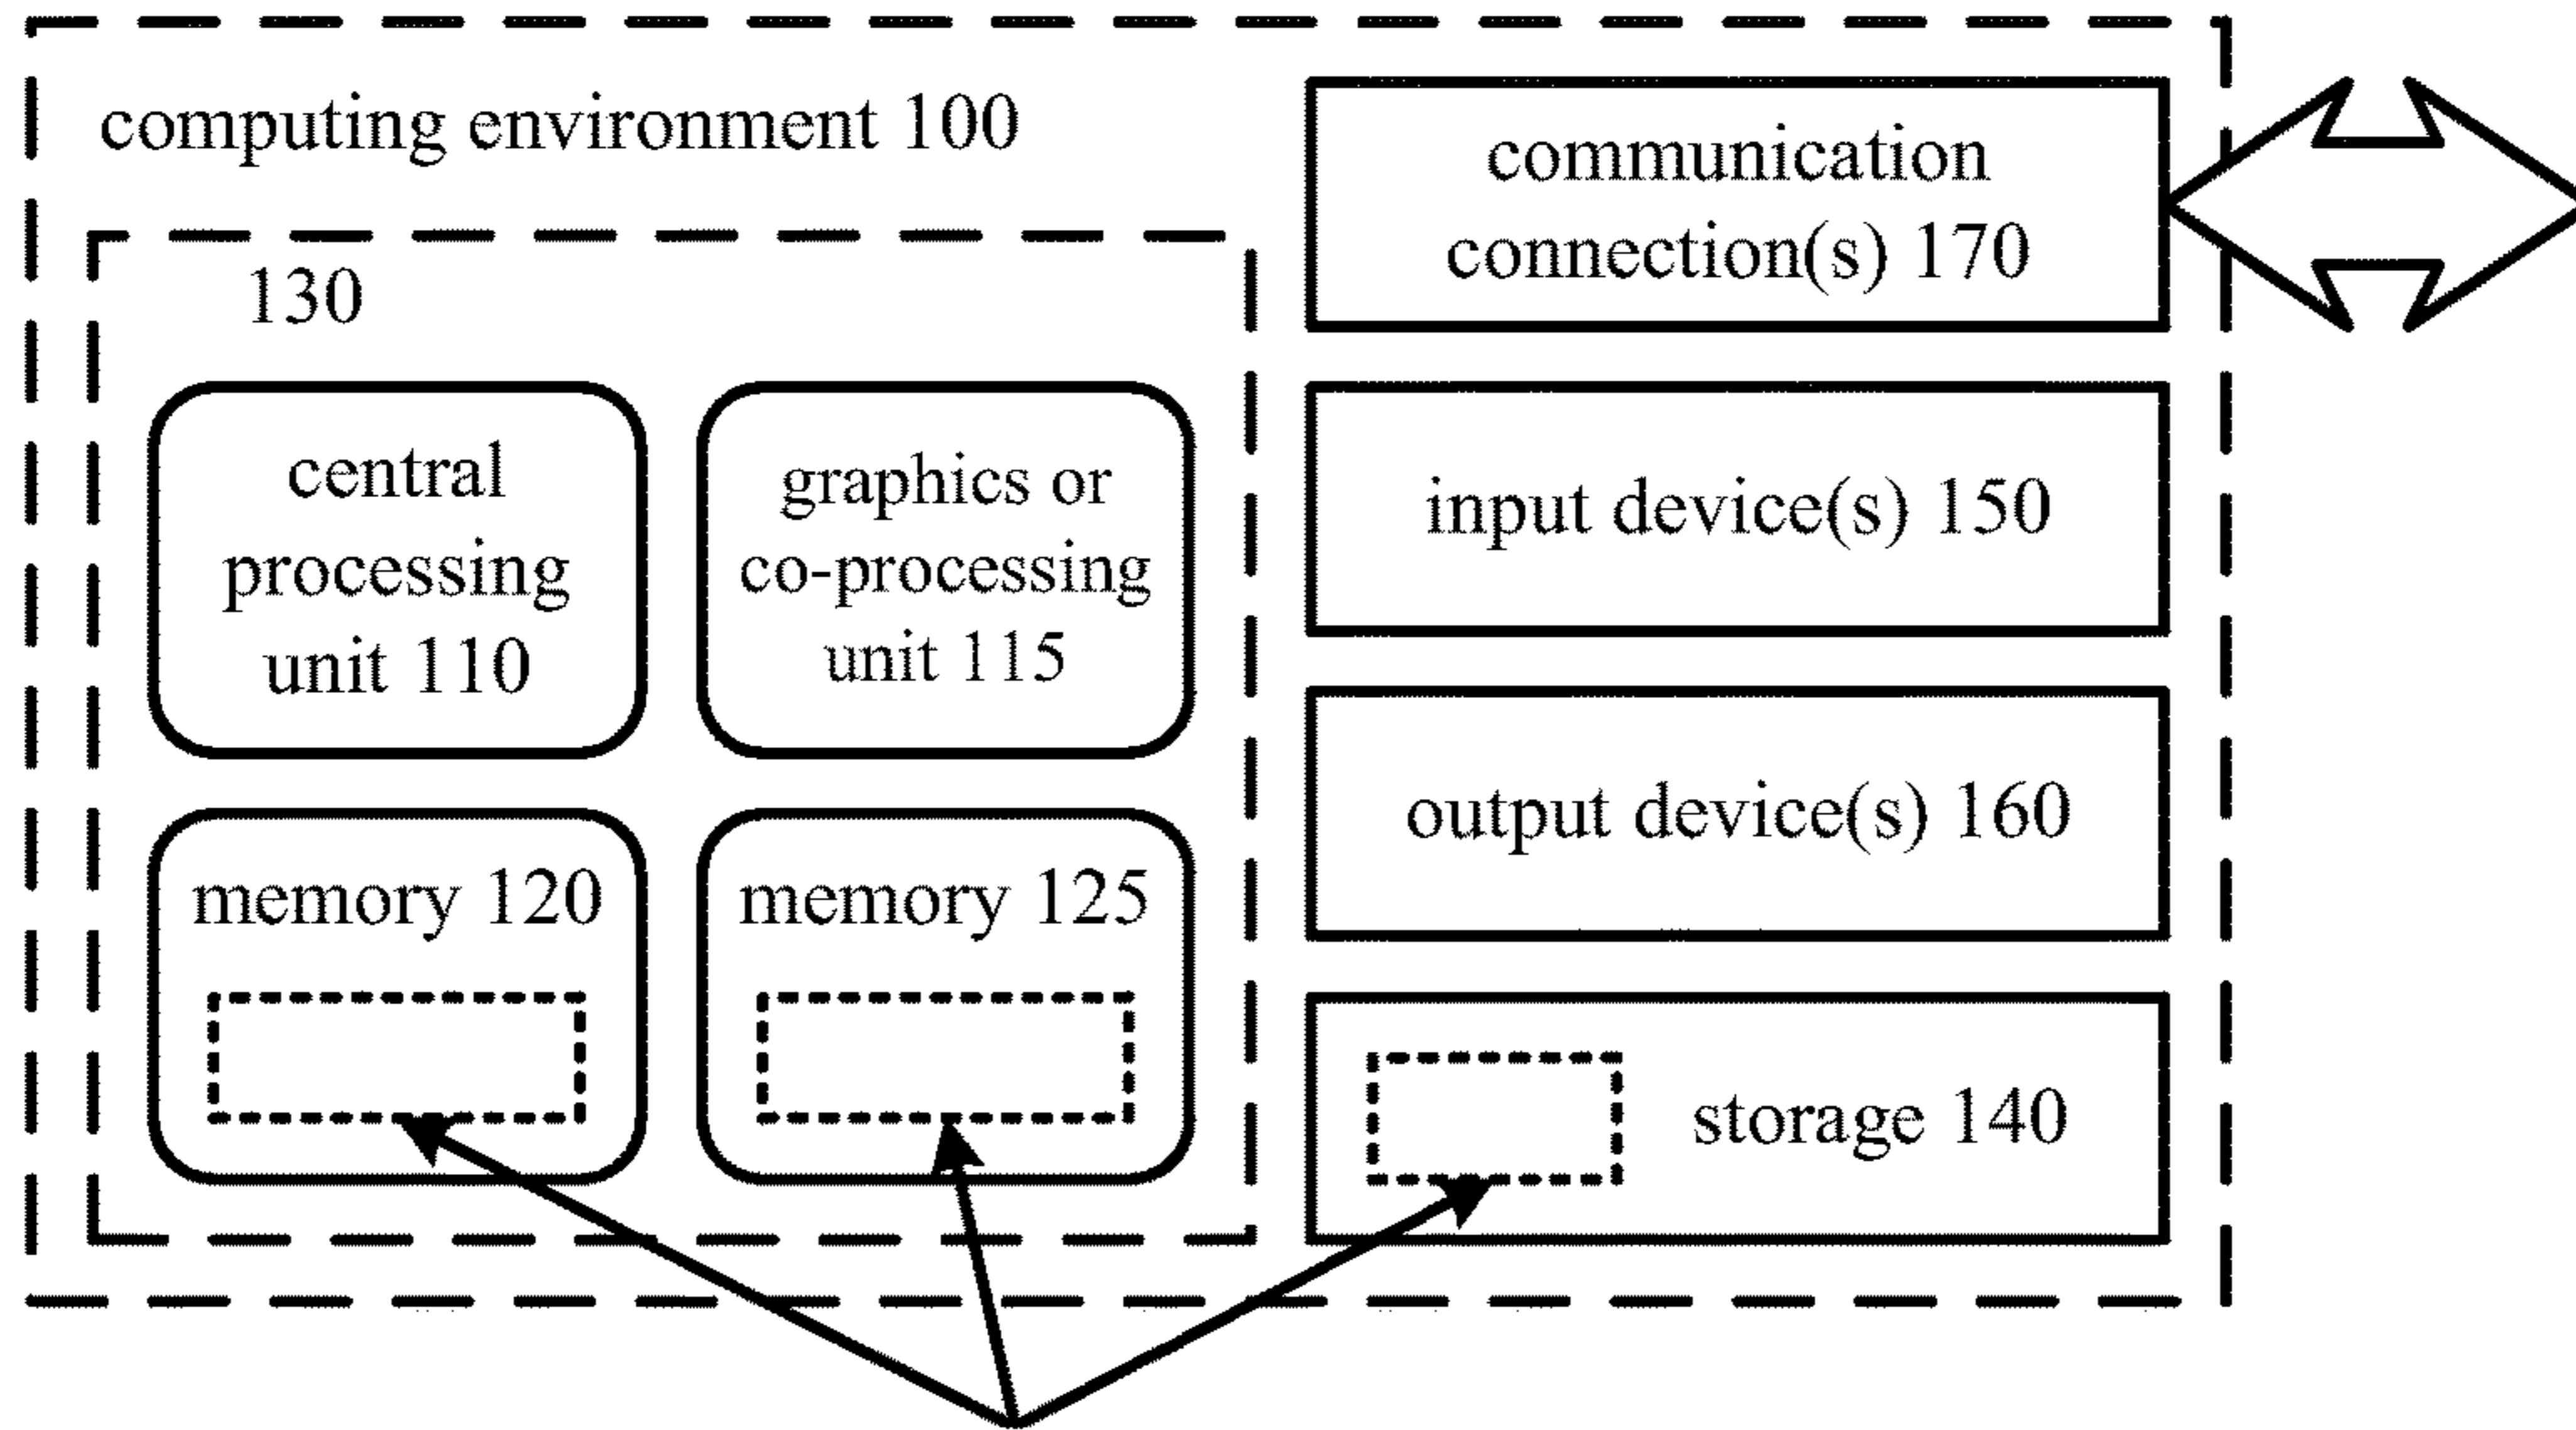 computing environment 100
130
central
processing
unit 110
graphics or
co-processing
unit 115
memory 120
memory 125
communication
connection(s) 170
input device(s) 150
output device(s) 160
storage 140